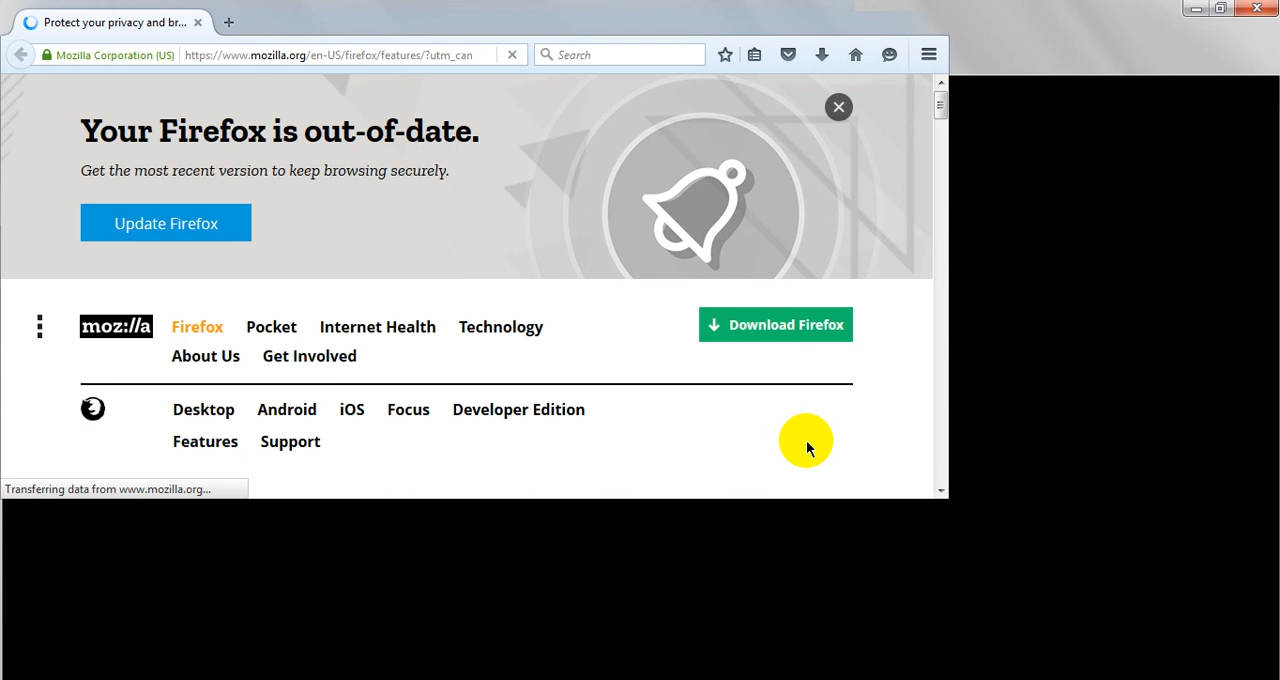 Protect your privacy and br...
Mozilla Corporation (US) https://www.mozilla.org/en-US/firefox/features/?utm_can Search
Your Firefox is out-of-date.
Get the most recent version to keep browsing securely.
Update Firefox
moz://a Firefox Pocket Internet Health Technology Download Firefox
About Us Get Involved
Desktop Android iOS Focus Developer Edition
Features Support
Transferring data from www.mozilla.org...